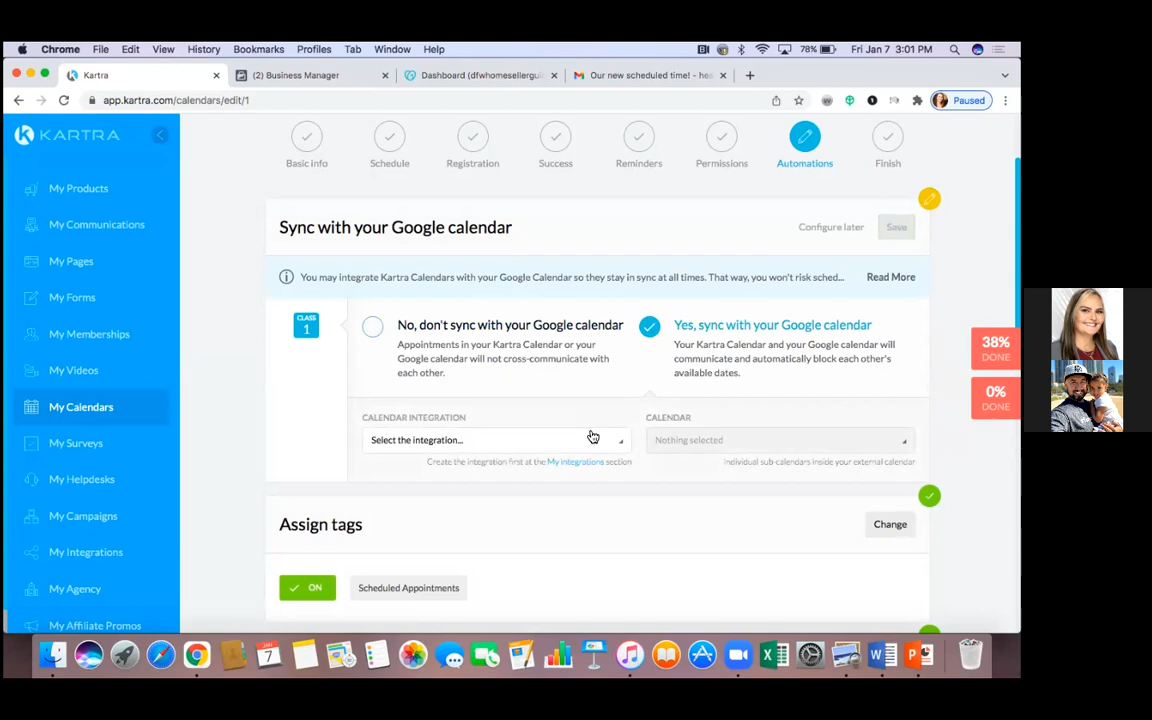 Chrome File Edit View History Bookmarks Profiles Tab Window Help 78% Fri Jan 7 3:01 PM
Kartra (2) Business Manager Dashboard (dfwhomesellergui Our new scheduled time! - hea
app.kartra.com/calendars/edit/1 Paused
KARTRA
My Products
My Communications
My Pages
My Forms
My Memberships
My Videos
My Calendars
My Surveys
My Helpdesks
My Campaigns
My Integrations
My Agency
My Affiliate Promos
Basic info Schedule Registration Success Reminders Permissions Automations Finish
Sync with your Google calendar
Configure later Save
You may integrate Kartra Calendars with your Google Calendar so they stay in sync at all times. That way, you won't risk sched... Read More
CLASS
1
No, don't sync with your Google calendar
Appointments in your Kartra Calendar or your
Google calendar will not cross-communicate with
each other.
Yes, sync with your Google calendar
Your Kartra Calendar and your Google calendar will
communicate and automatically block each other's
available dates.
CALENDAR INTEGRATION
Select the integration...
Create the integration first at the My integrations section
CALENDAR
Nothing selected
Individual sub-calendars inside your external calendar
Assign tags
Change
ON Scheduled Appointments
38%
DONE
0%
DONE